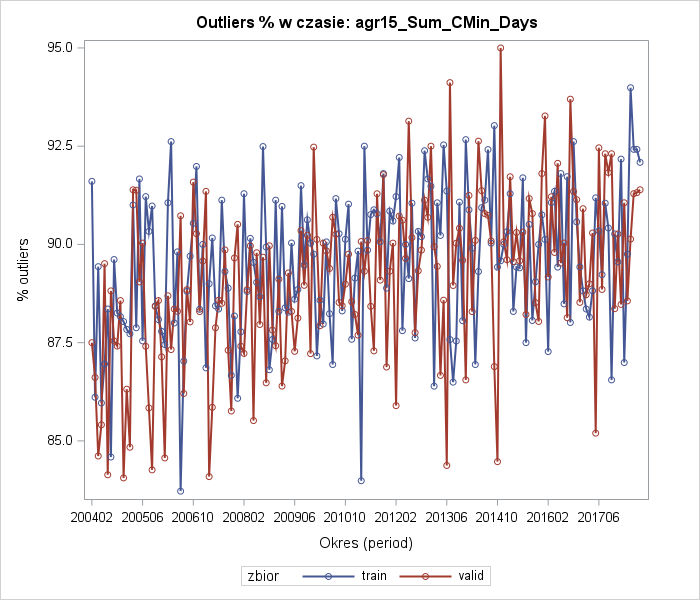 Outliers % w czasie: agr15_Sum_CMin_Days
95.0
92.5
90.0
87.5
85.0
% outliers
200402 200506 200610 200802 200906 201010 201202 201306 201410 201602 201706
Okres (period)
zbior train valid